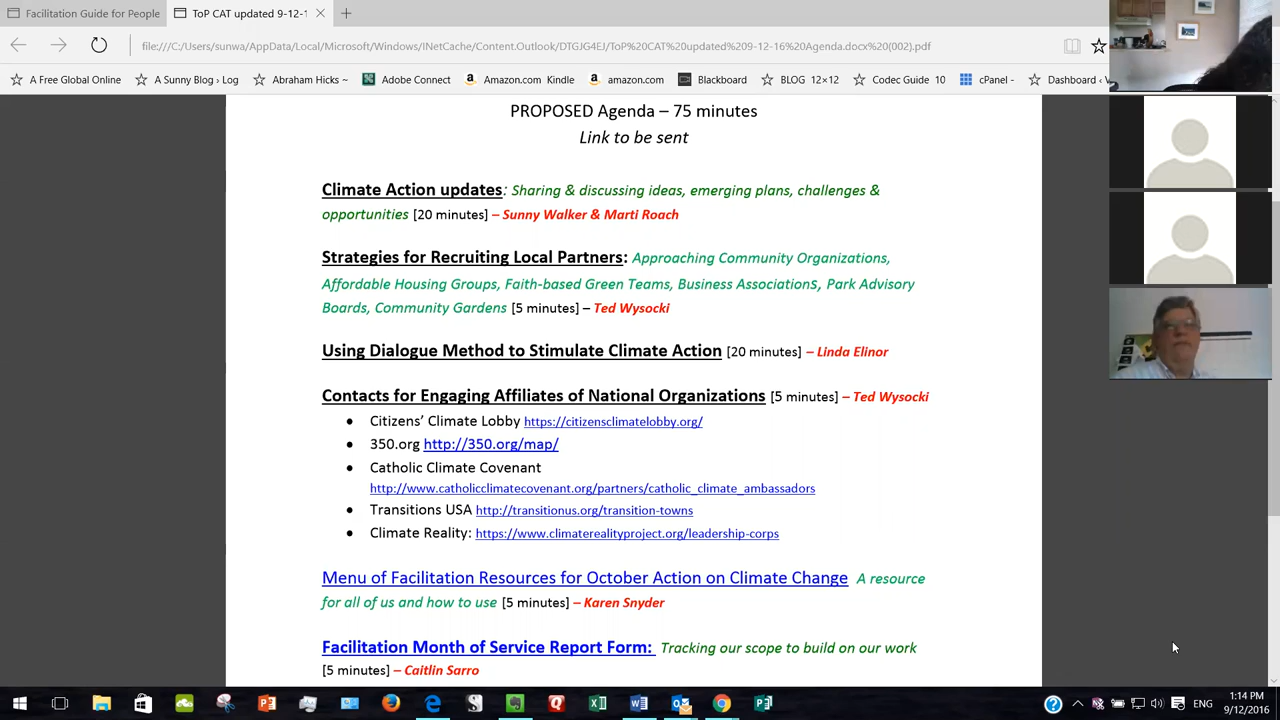 Facilitation Guide for People
ToP CAT updated 9-12-1
file:///C:/Users/sunwa/AppData/Local/Microsoft/Windows/INetCache/Content.Outlook/DTGJG4EJ/ToP%20CAT%20updated%209-12-16%20Agenda.docx%20(002).pdf
A Free Global Online
A Sunny Blog › Log
Abraham Hicks ~
Adobe Connect
Amazon.com Kindle
amazon.com
Blackboard
BLOG 12×12
Codec Guide 10
cPanel -
Dashboard ‹
PROPOSED Agenda – 75 minutes
Link to be sent
Climate Action updates: Sharing & discussing ideas, emerging plans, challenges &
opportunities [20 minutes] – Sunny Walker & Marti Roach
Strategies for Recruiting Local Partners: Approaching Community Organizations,
Affordable Housing Groups, Faith-based Green Teams, Business Associations, Park Advisory
Boards, Community Gardens [5 minutes] – Ted Wysocki
Using Dialogue Method to Stimulate Climate Action [20 minutes] – Linda Elinor
Contacts for Engaging Affiliates of National Organizations [5 minutes] – Ted Wysocki
• Citizens’ Climate Lobby https://citizensclimatelobby.org/
• 350.org http://350.org/map/
• Catholic Climate Covenant
http://www.catholicclimatecovenant.org/partners/catholic_climate_ambassadors
• Transitions USA http://transitionus.org/transition-towns
• Climate Reality: https://www.climaterealityproject.org/leadership-corps
Menu of Facilitation Resources for October Action on Climate Change A resource
for all of us and how to use [5 minutes] – Karen Snyder
Facilitation Month of Service Report Form: Tracking our scope to build on our work
[5 minutes] – Caitlin Sarro
ENG
1:14 PM
9/12/2016